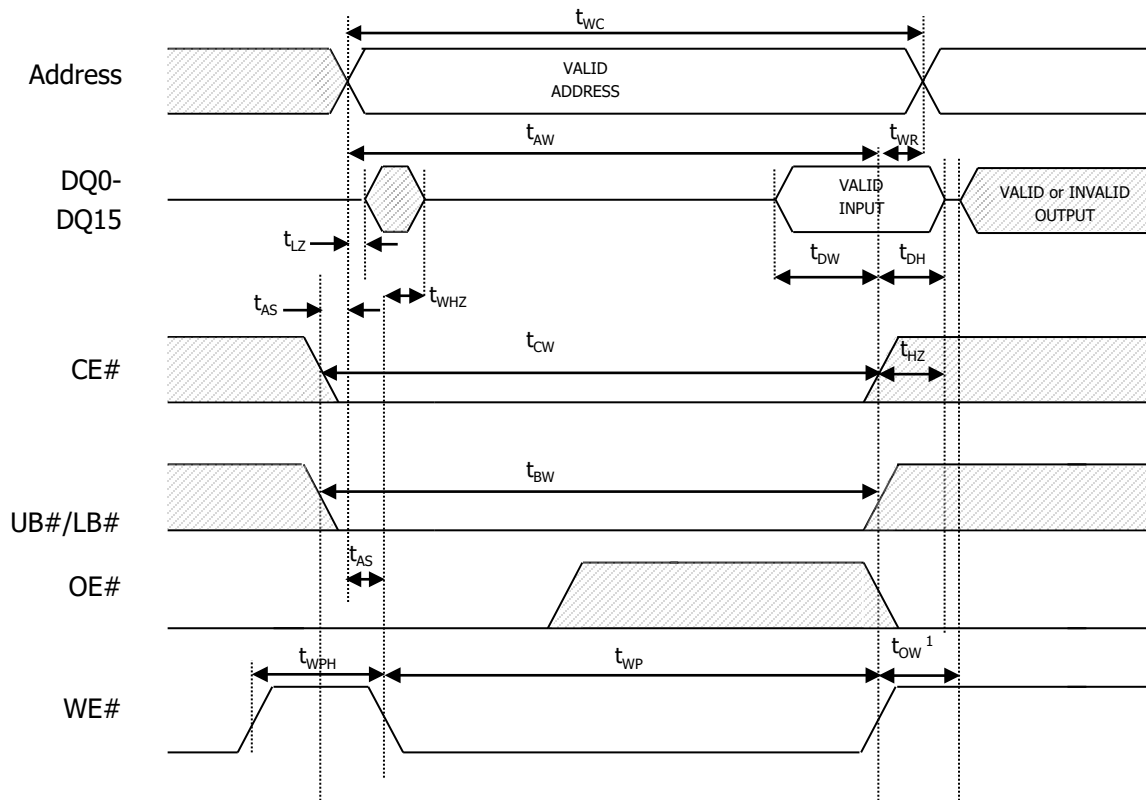 tWC
Address
VALID
ADDRESS
tAW
tWR
DQ0-
DQ15
VALID
INPUT
VALID or INVALID
OUTPUT
tLZ
tDW
tDH
tAS
tWHZ
CE#
tCW
tHZ
UB#/LB#
tBW
tAS
OE#
tWPH
tWP
tOW 1
WE#